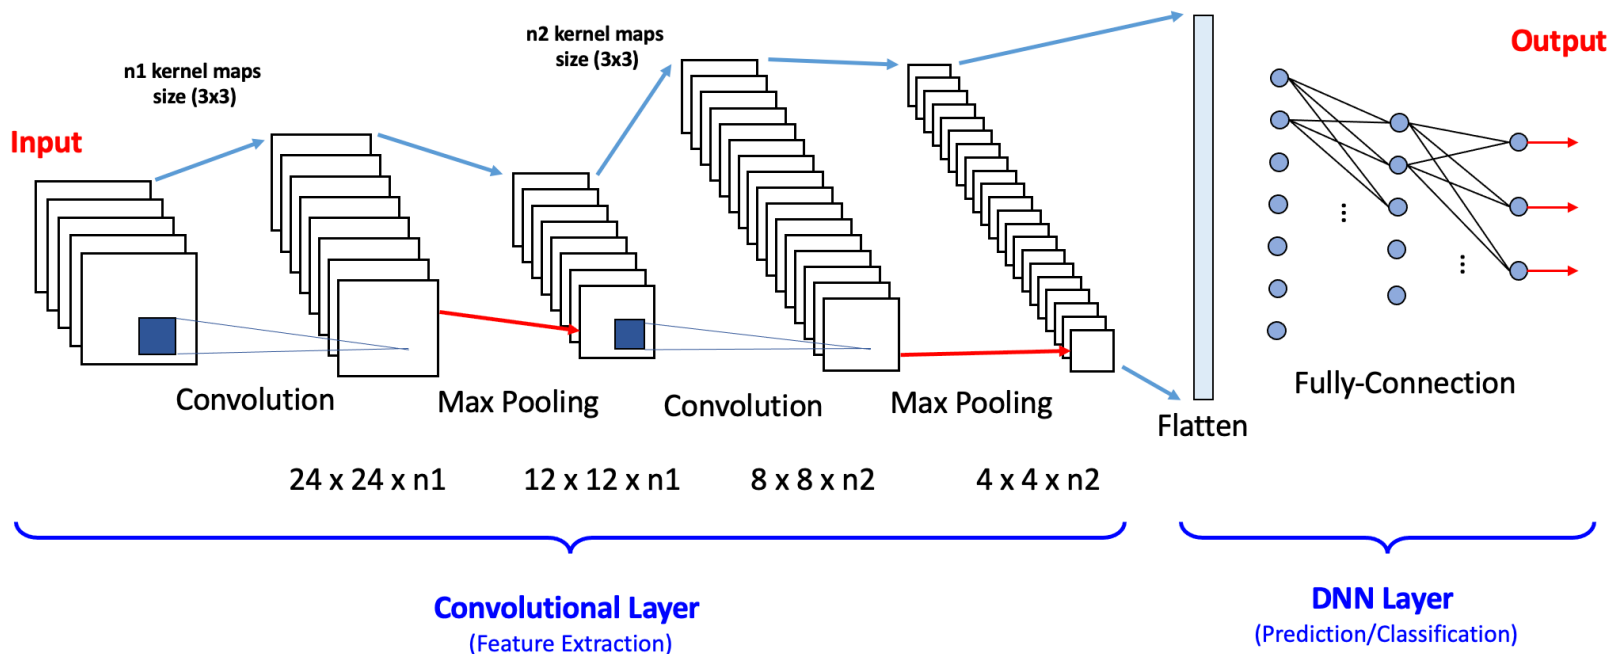 Input
n1 kernel maps
size (3x3)
n2 kernel maps
size (3x3)
Output
Convolution
Max Pooling
Convolution
Max Pooling
Flatten
Fully-Connection
...
...
24 x 24 x n1
12 x 12 x n1
8 x 8 x n2
4 x 4 x n2
Convolutional Layer
(Feature Extraction)
DNN Layer
(Prediction/Classification)